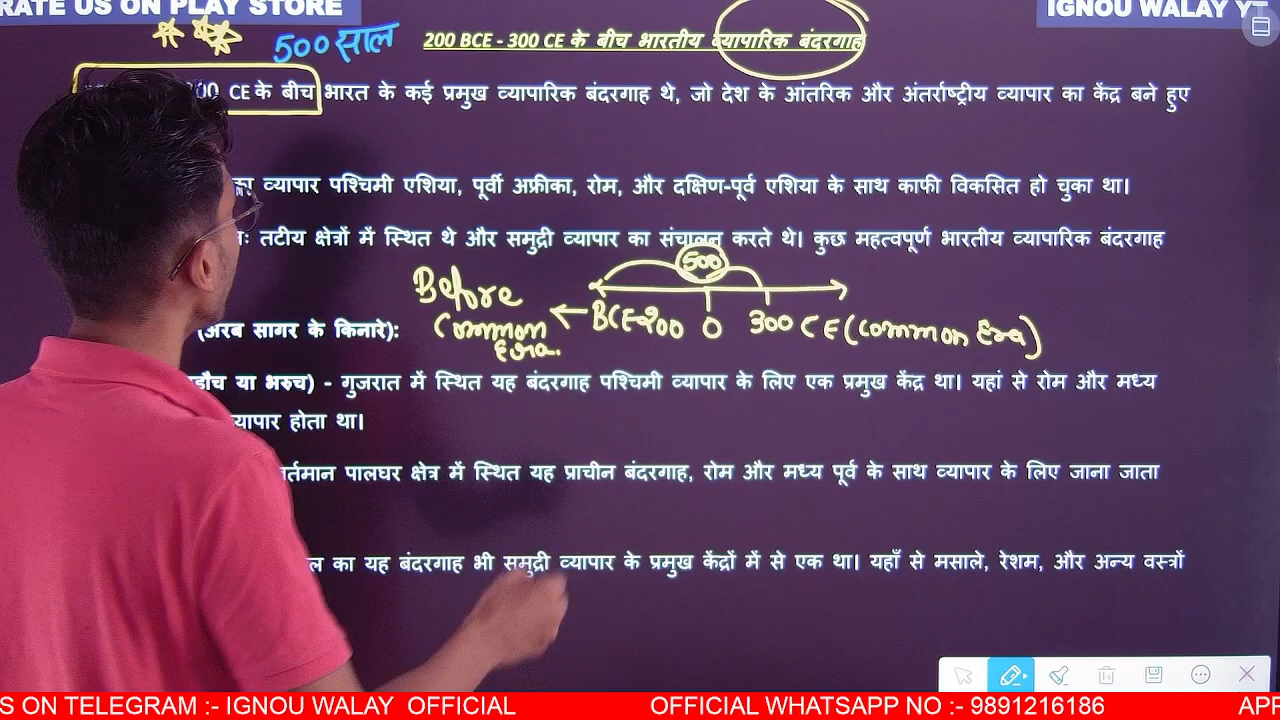 RATE US ON PLAY STORE
IGNOU WALAY YT
500 साल
200 BCE - 300 CE के बीच भारतीय व्यापारिक बंदरगाह
00 CE के बीच भारत के कई प्रमुख व्यापारिक बंदरगाह थे, जो देश के आंतरिक और अंतर्राष्ट्रीय व्यापार का केंद्र बने हुए
का व्यापार पश्चिमी एशिया, पूर्वी अफ्रीका, रोम, और दक्षिण-पूर्व एशिया के साथ काफी विकसित हो चुका था।
तः तटीय क्षेत्रों में स्थित थे और समुद्री व्यापार का संचालन करते थे। कुछ महत्वपूर्ण भारतीय व्यापारिक बंदरगाह
500
Before Common Era.
BCE 200 0 300 CE (Common Era)
(अरब सागर के किनारे):
ड़ौच या भरुच) - गुजरात में स्थित यह बंदरगाह पश्चिमी व्यापार के लिए एक प्रमुख केंद्र था। यहां से रोम और मध्य
व्यापार होता था।
वर्तमान पालघर क्षेत्र में स्थित यह प्राचीन बंदरगाह, रोम और मध्य पूर्व के साथ व्यापार के लिए जाना जाता
ल का यह बंदरगाह भी समुद्री व्यापार के प्रमुख केंद्रों में से एक था। यहाँ से मसाले, रेशम, और अन्य वस्त्रों
S ON TELEGRAM :- IGNOU WALAY OFFICIAL OFFICIAL WHATSAPP NO :- 9891216186 APP